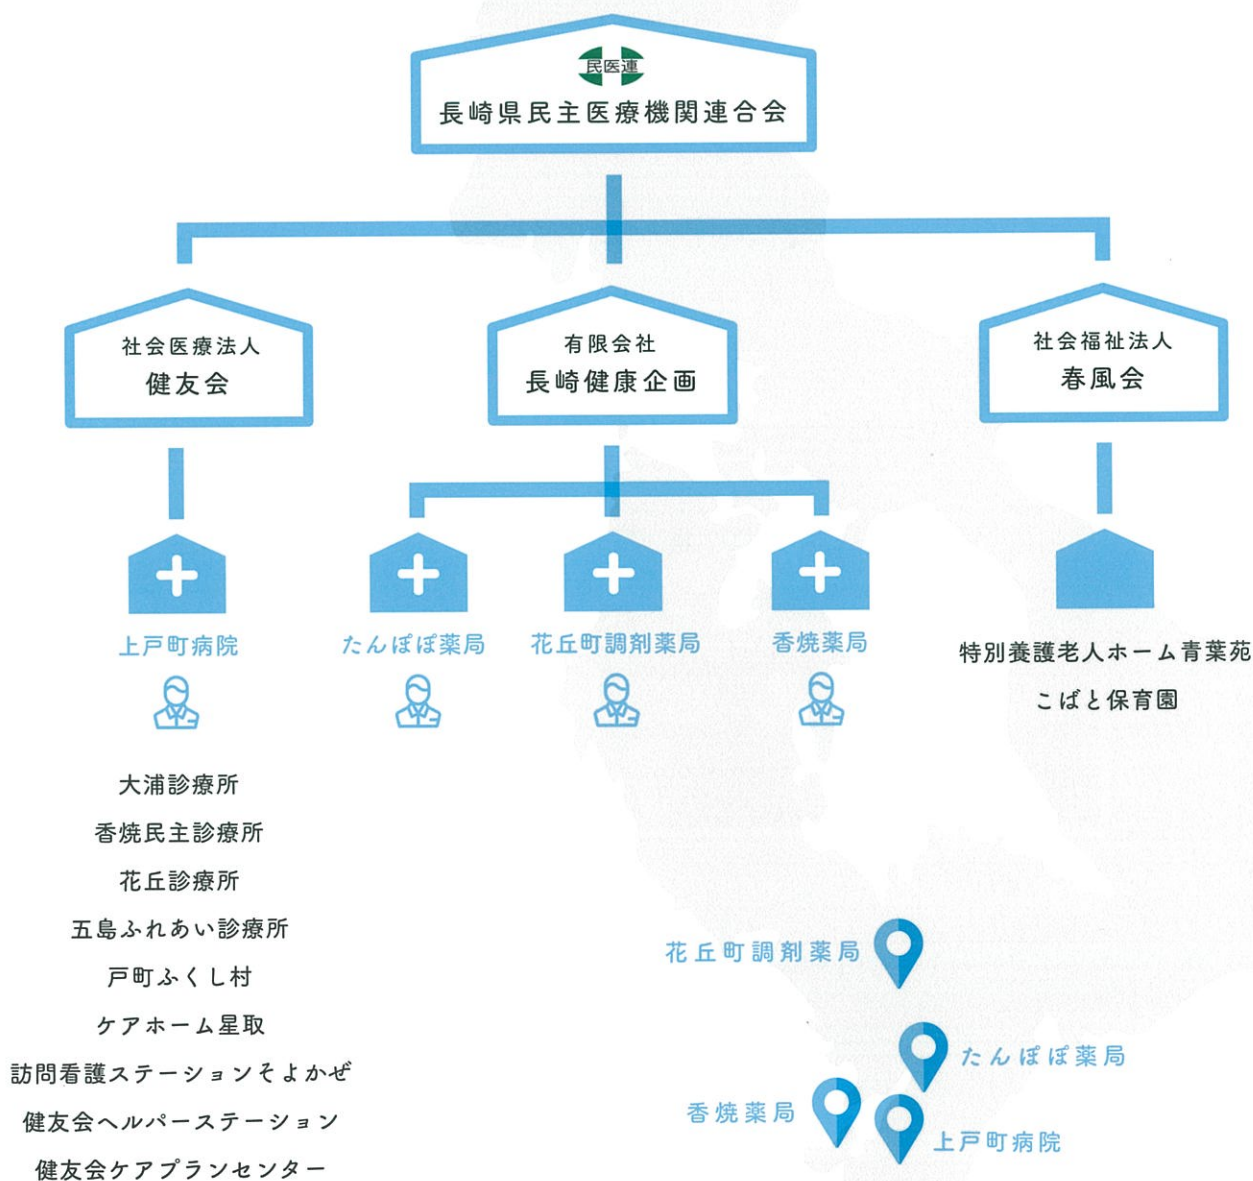 民医連
長崎県民主医療機関連合会
社会医療法人
健友会
有限会社
長崎健康企画
社会福祉法人
春風会
上戸町病院
たんぽぽ薬局
花丘町調剤薬局
香焼薬局
特別養護老人ホーム青葉苑
こばと保育園
大浦診療所
香焼民主診療所
花丘診療所
五島ふれあい診療所
戸町ふくし村
ケアホーム星取
訪問看護ステーションそよかぜ
健友会ヘルパーステーション
健友会ケアプランセンター
花丘町調剤薬局
たんぽぽ薬局
香焼薬局
上戸町病院